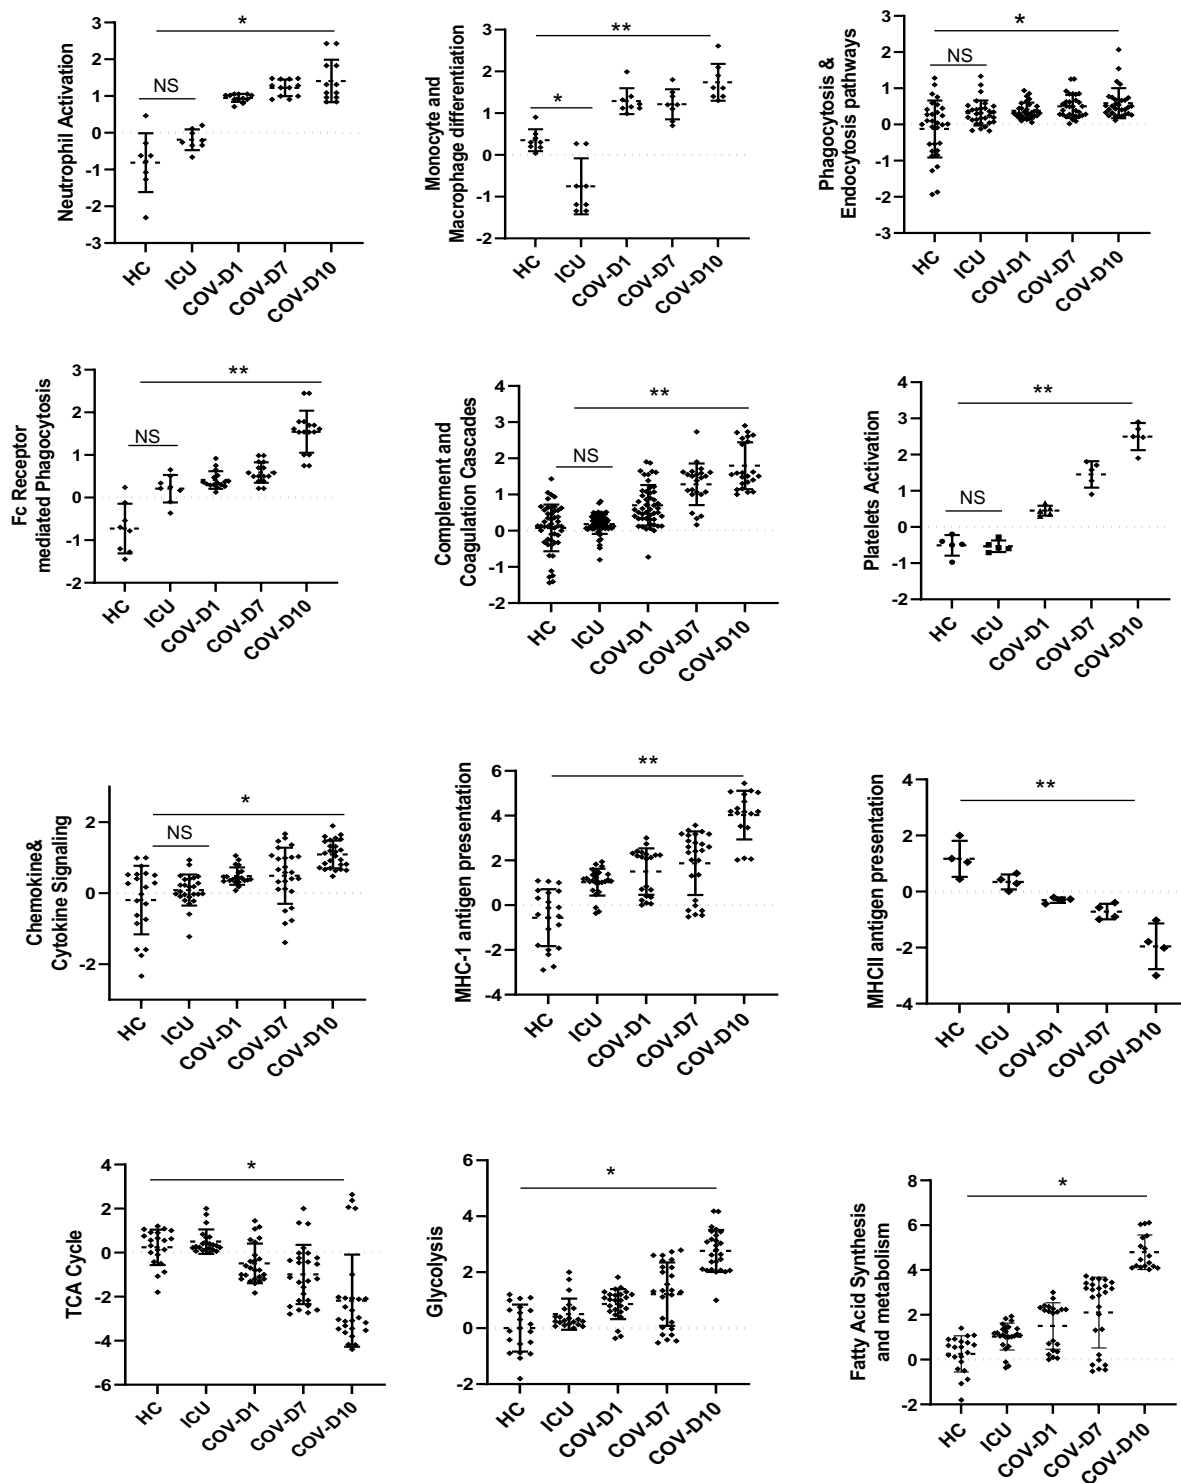 Neutrophil Activation
3
2
1
0
-1
-2
-3
*
NS
HC
ICU
COV-D1
COV-D7
COV-D10
Monocyte and
Macrophage differentiation
3
2
1
0
-1
-2
**
*
HC
ICU
COV-D1
COV-D7
COV-D10
Phagocytosis &
Endocytosis pathways
3
2
1
0
-1
-2
-3
*
NS
HC
ICU
COV-D1
COV-D7
COV-D10
Fc Receptor
mediated Phagocytosis
3
2
1
0
-1
-2
**
NS
HC
ICU
COV-D1
COV-D7
COV-D10
Complement and
Coagulation Cascades
4
3
2
1
0
-1
-2
**
NS
HC
ICU
COV-D1
COV-D7
COV-D10
Platelets Activation
4
3
2
1
0
-1
-2
**
NS
HC
ICU
COV-D1
COV-D7
COV-D10
Chemokine&
Cytokine Signaling
2
0
-2
*
NS
HC
ICU
COV-D1
COV-D7
COV-D10
MHC-1 antigen presentation
6
4
2
0
-2
-4
**
HC
ICU
COV-D1
COV-D7
COV-D10
MHCII antigen presentation
4
2
0
-2
-4
**
HC
ICU
COV-D1
COV-D7
COV-D10
TCA Cycle
4
2
0
-2
-4
-6
*
HC
ICU
COV-D1
COV-D7
COV-D10
Glycolysis
6
4
2
0
-2
*
HC
ICU
COV-D1
COV-D7
COV-D10
Fatty Acid Synthesis
and metabolism
8
6
4
2
0
-2
*
HC
ICU
COV-D1
COV-D7
COV-D10